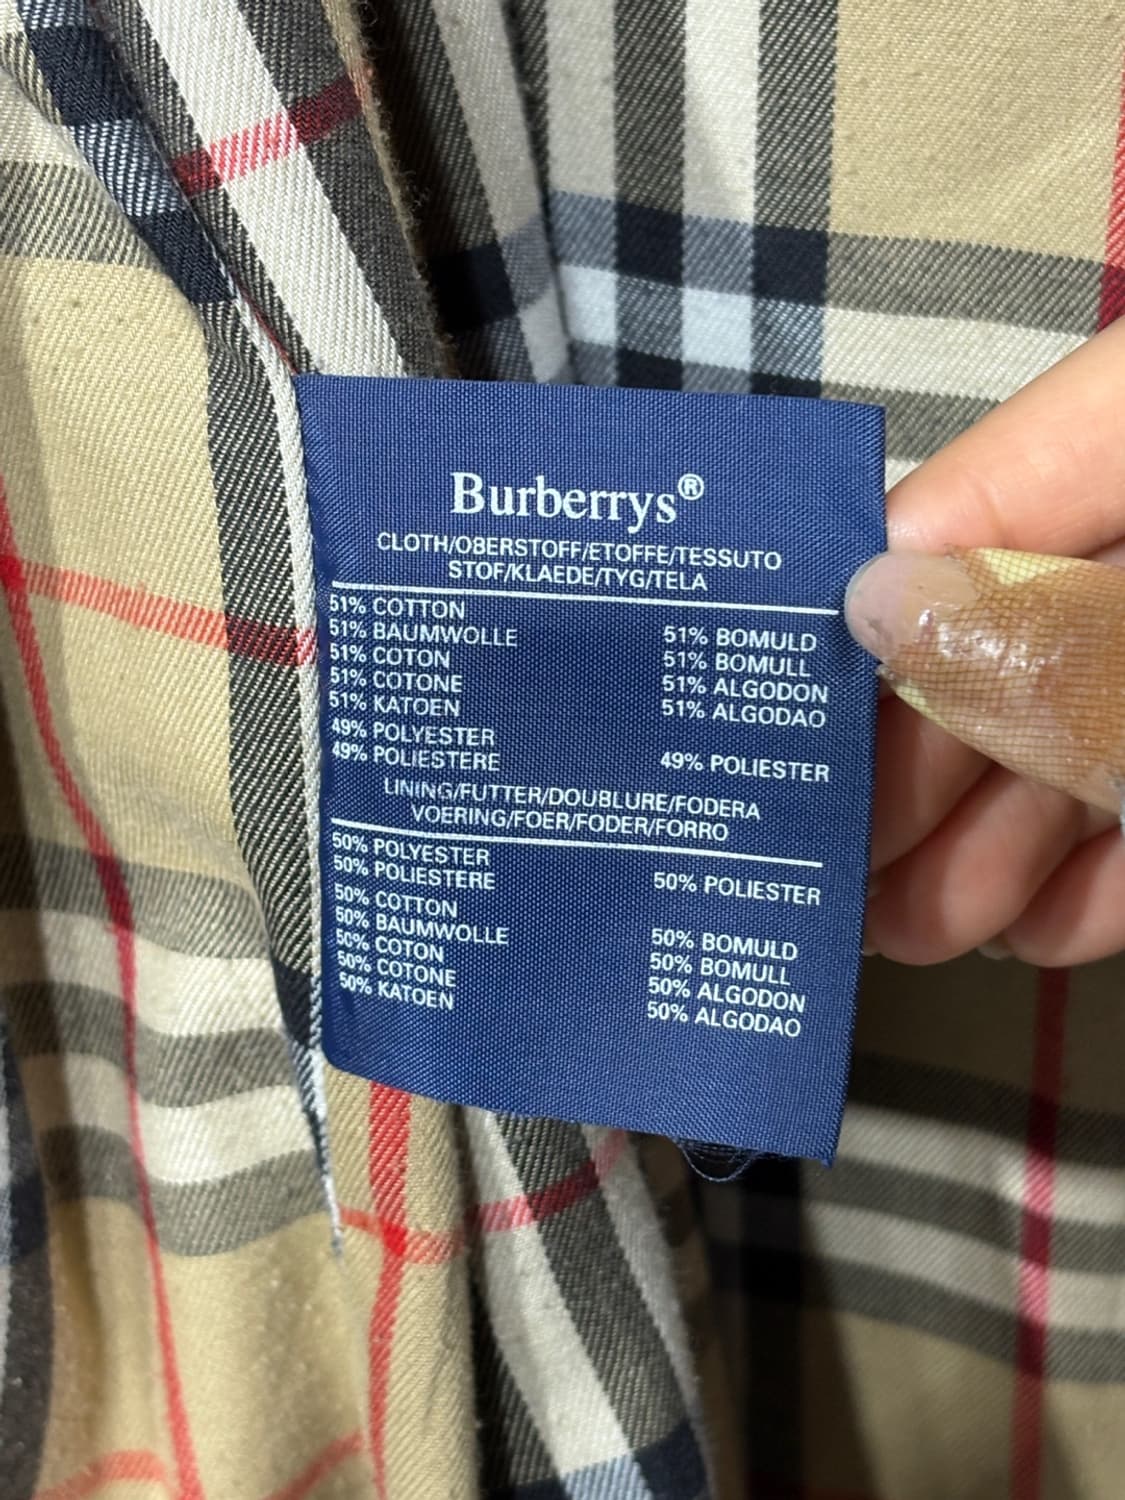 Burberrys®
CLOTH/OBERSTOFF/ETOFFE/TESSUTO
STOF/KLAEDE/TYG/TELA
51% COTTON
51% BAUMWOLLE
51% COTON
51% COTONE
51% KATOEN
51% BOMULD
51% BOMULL
51% ALGODON
51% ALGODAO
49% POLYESTER
49% POLIESTERE
49% POLIESTER
LINING/FUTTER/DOUBLURE/FODERA
VOERING/FOER/FODER/FORRO
50% POLYESTER
50% POLIESTERE
50% POLIESTER
50% COTTON
50% BAUMWOLLE
50% COTON
50% COTONE
50% KATOEN
50% BOMULD
50% BOMULL
50% ALGODON
50% ALGODAO